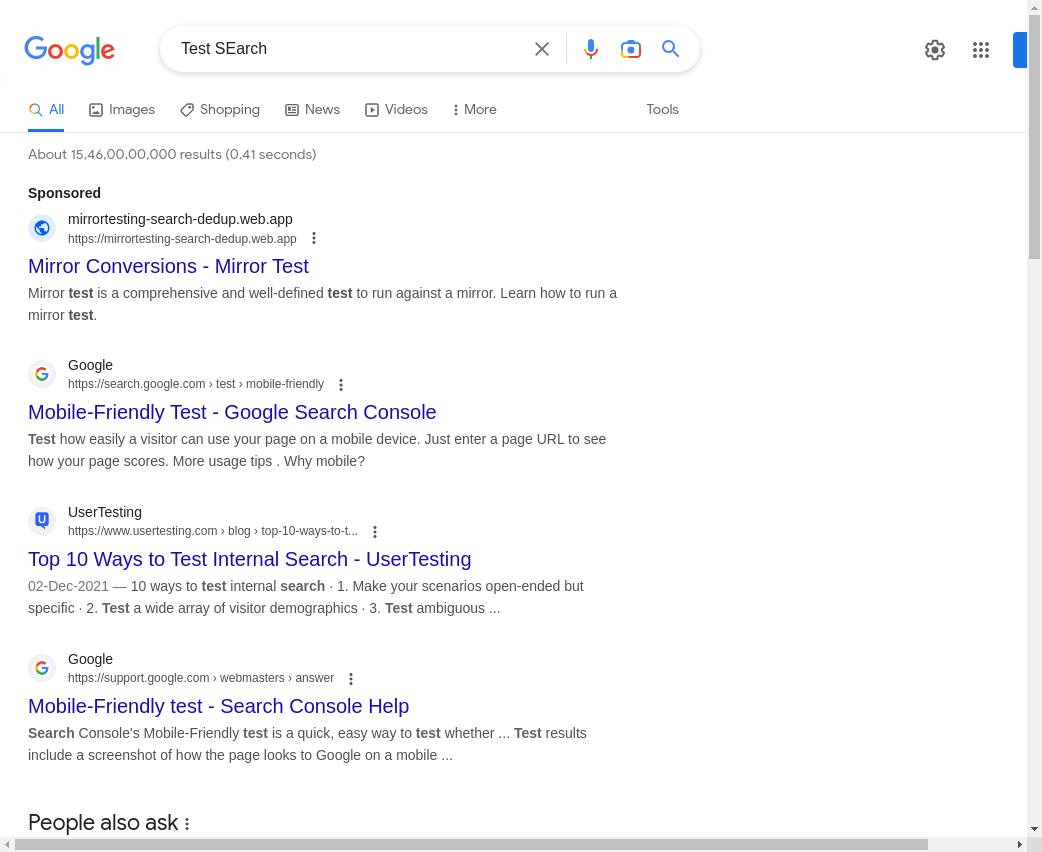 Google
Test SEarch
All Images Shopping News Videos More Tools
About 15,46,00,00,000 results (0.41 seconds)
Sponsored
mirrortesting-search-dedup.web.app
https://mirrortesting-search-dedup.web.app
Mirror Conversions - Mirror Test
Mirror test is a comprehensive and well-defined test to run against a mirror. Learn how to run a
mirror test.
Google
https://search.google.com › test › mobile-friendly
Mobile-Friendly Test - Google Search Console
Test how easily a visitor can use your page on a mobile device. Just enter a page URL to see
how your page scores. More usage tips . Why mobile?
UserTesting
https://www.usertesting.com › blog › top-10-ways-to-t...
Top 10 Ways to Test Internal Search - UserTesting
02-Dec-2021 — 10 ways to test internal search · 1. Make your scenarios open-ended but
specific · 2. Test a wide array of visitor demographics · 3. Test ambiguous ...
Google
https://support.google.com › webmasters › answer
Mobile-Friendly test - Search Console Help
Search Console's Mobile-Friendly test is a quick, easy way to test whether ... Test results
include a screenshot of how the page looks to Google on a mobile ...
People also ask